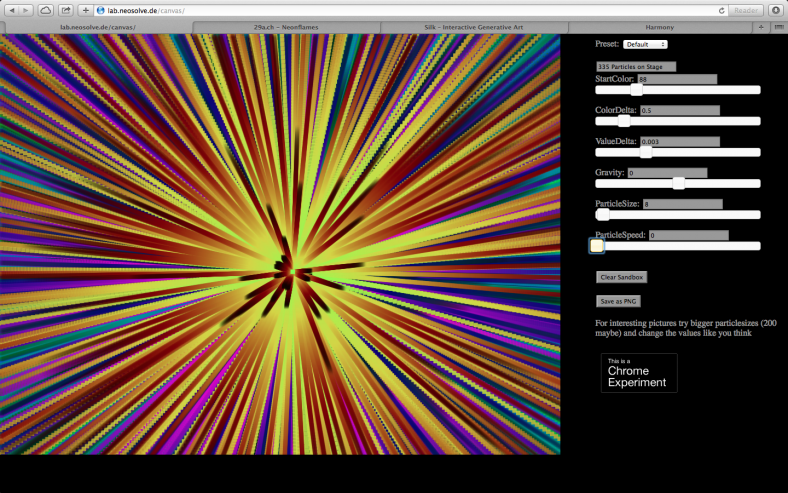 lab.neosolve.de/canvas/
Reader
lab.neosolve.de/canvas/
29a.ch – Neonflames
Silk – Interactive Generative Art
Harmony
Preset: Default
335 Particles on Stage
StartColor: 88
ColorDelta: 0.5
ValueDelta: 0.003
Gravity: 0
ParticleSize: 8
ParticleSpeed: 0
Clear Sandbox
Save as PNG
For interesting pictures try bigger particlesizes (200
maybe) and change the values like you think
This is a
Chrome
Experiment